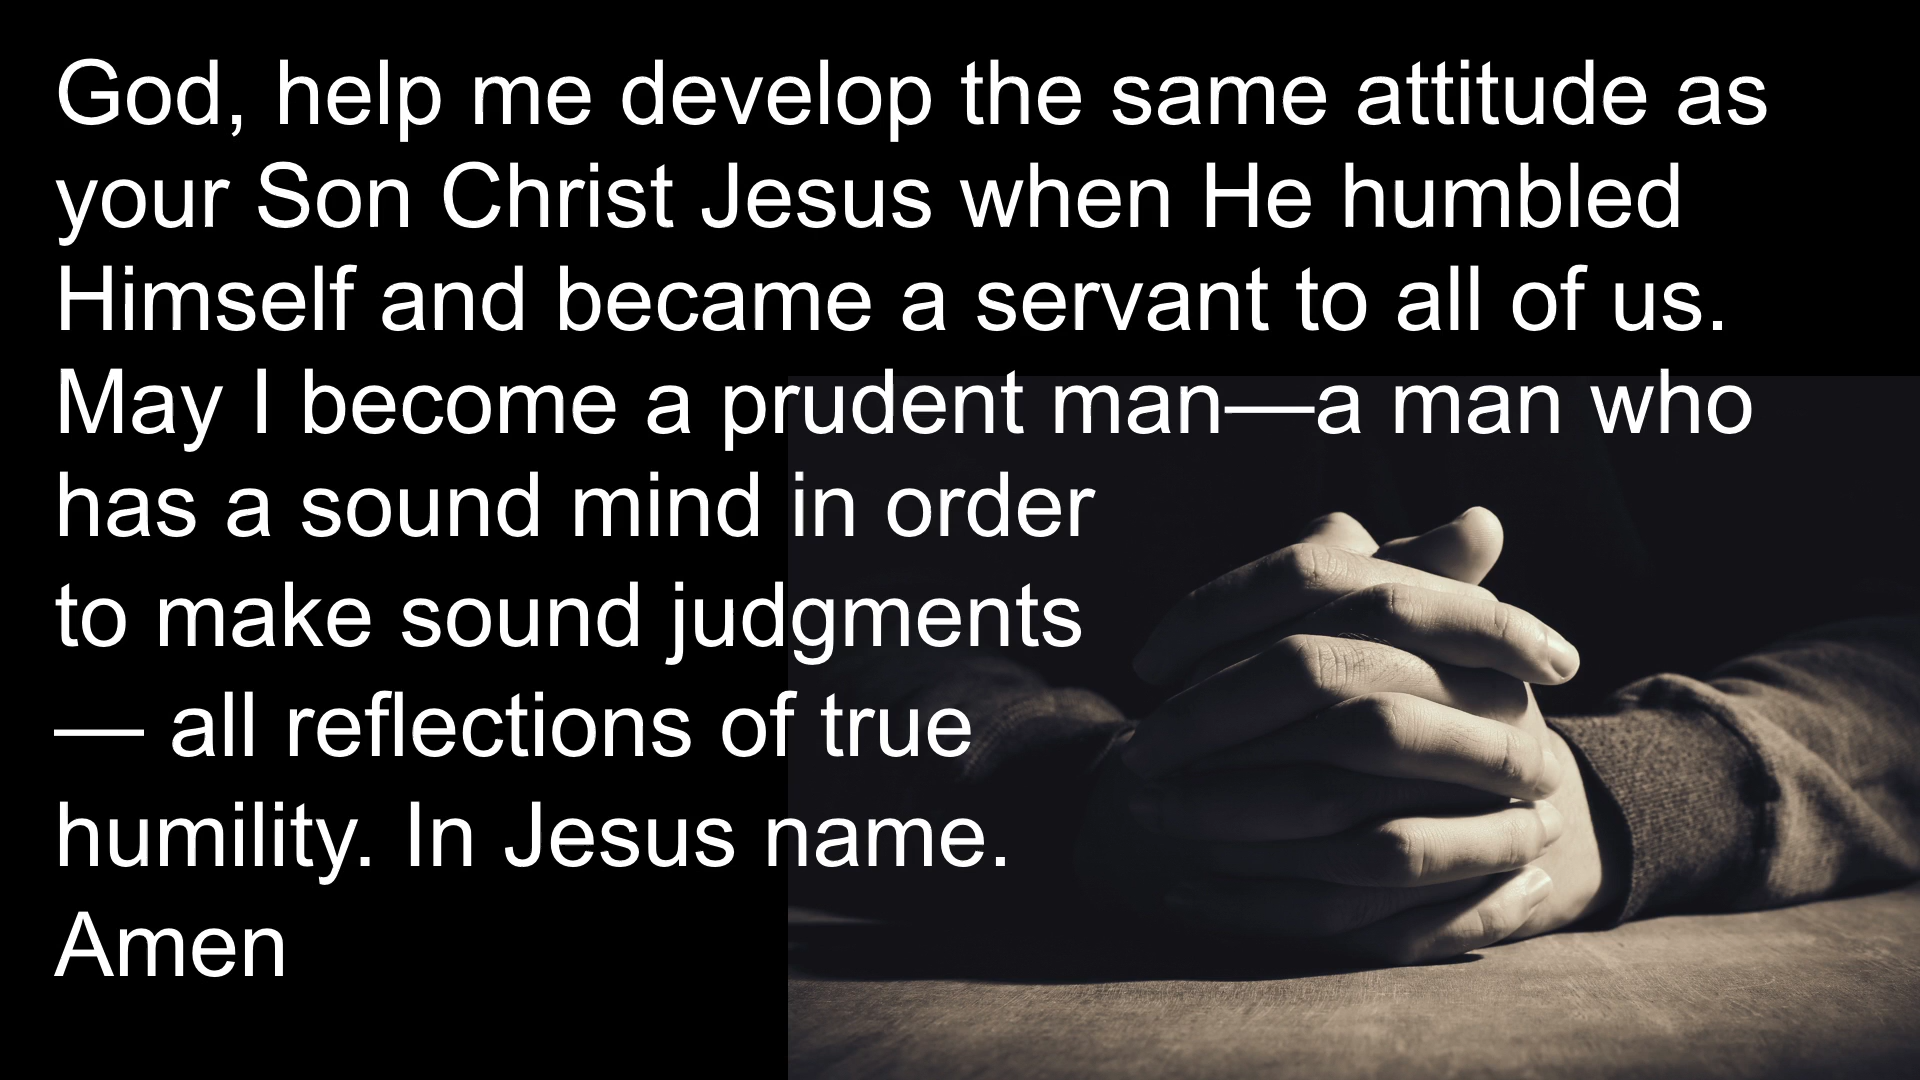 God, help me develop the same attitude as
your Son Christ Jesus when He humbled
Himself and became a servant to all of us.
May I become a prudent man—a man who
has a sound mind in order
to make sound judgments
— all reflections of true
humility. In Jesus name.
Amen